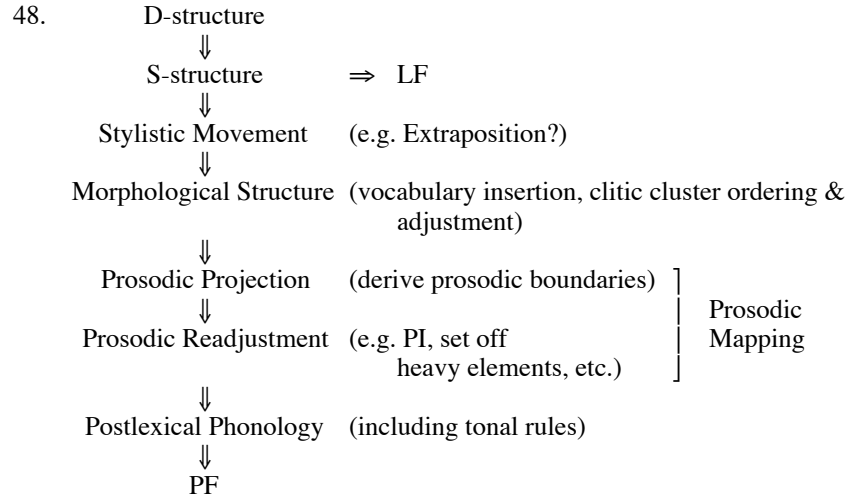 48. D-structure
⇓
S-structure ⇒ LF
⇓
Stylistic Movement (e.g. Extraposition?)
⇓
Morphological Structure (vocabulary insertion, clitic cluster ordering &
adjustment)
⇓
Prosodic Projection (derive prosodic boundaries)
⇓ Prosodic
Prosodic Readjustment (e.g. PI, set off Mapping
heavy elements, etc.)
⇓
Postlexical Phonology (including tonal rules)
⇓
PF